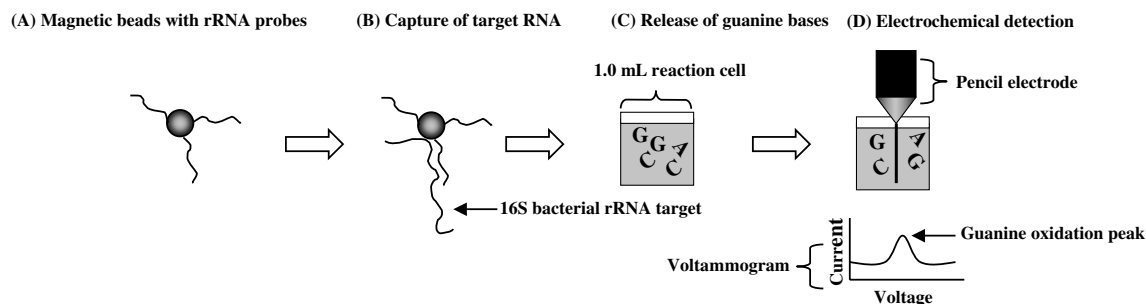 (A) Magnetic beads with rRNA probes
(B) Capture of target RNA
(C) Release of guanine bases
(D) Electrochemical detection
1.0 mL reaction cell
Pencil electrode
G
G
A
C
C
G
A
C
G
16S bacterial rRNA target
Guanine oxidation peak
Current
Voltammogram
Voltage